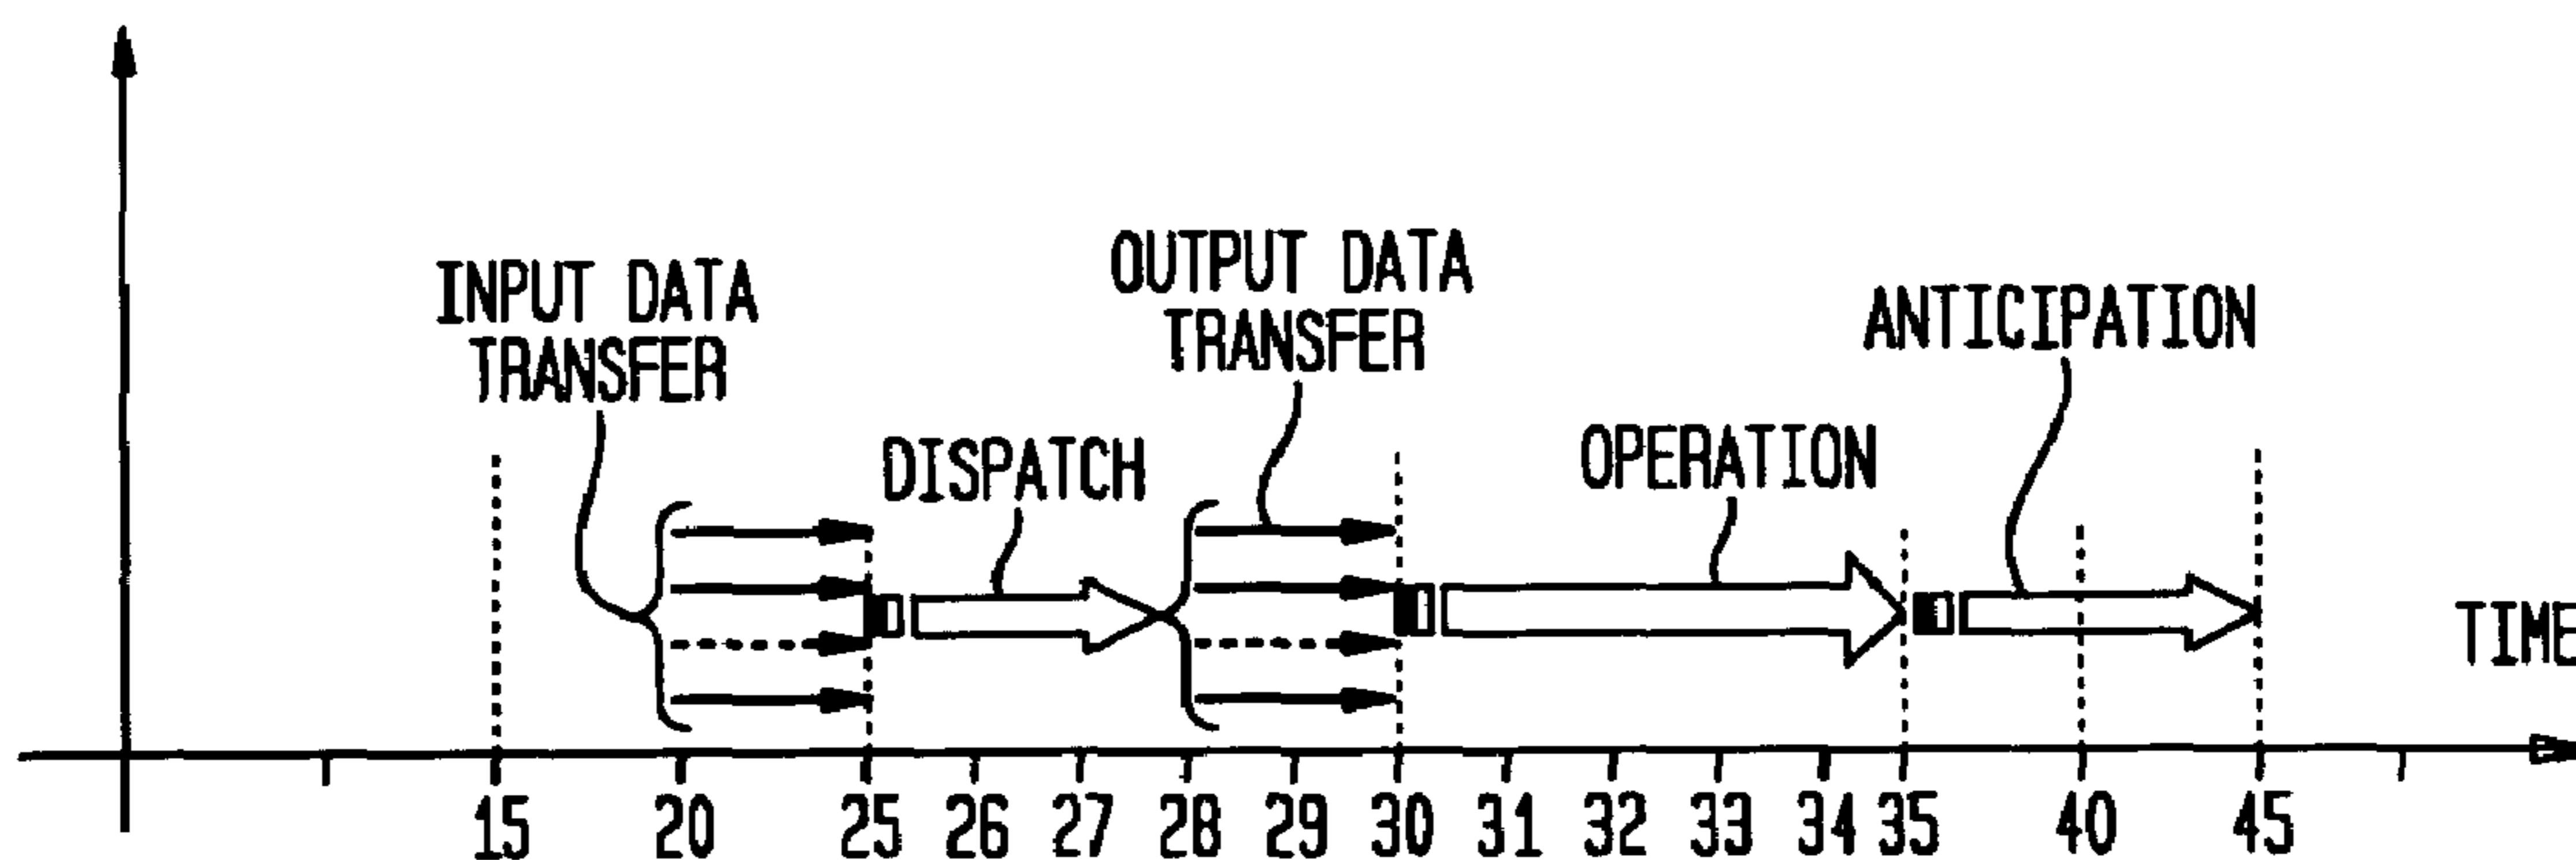 INPUT DATA
TRANSFER
DISPATCH
OUTPUT DATA
TRANSFER
OPERATION
ANTICIPATION
TIME
15 20 25 26 27 28 29 30 31 32 33 34 35 40 45